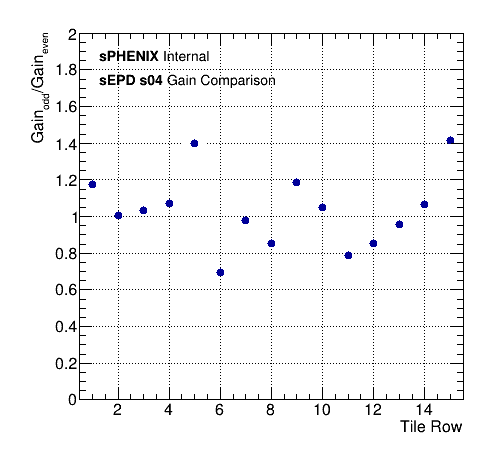 sPHENIX Internal
sEPD s04 Gain Comparison
Gain_odd/Gain_even
2
1.8
1.6
1.4
1.2
1
0.8
0.6
0.4
0.2
0
2 4 6 8 10 12 14
Tile Row